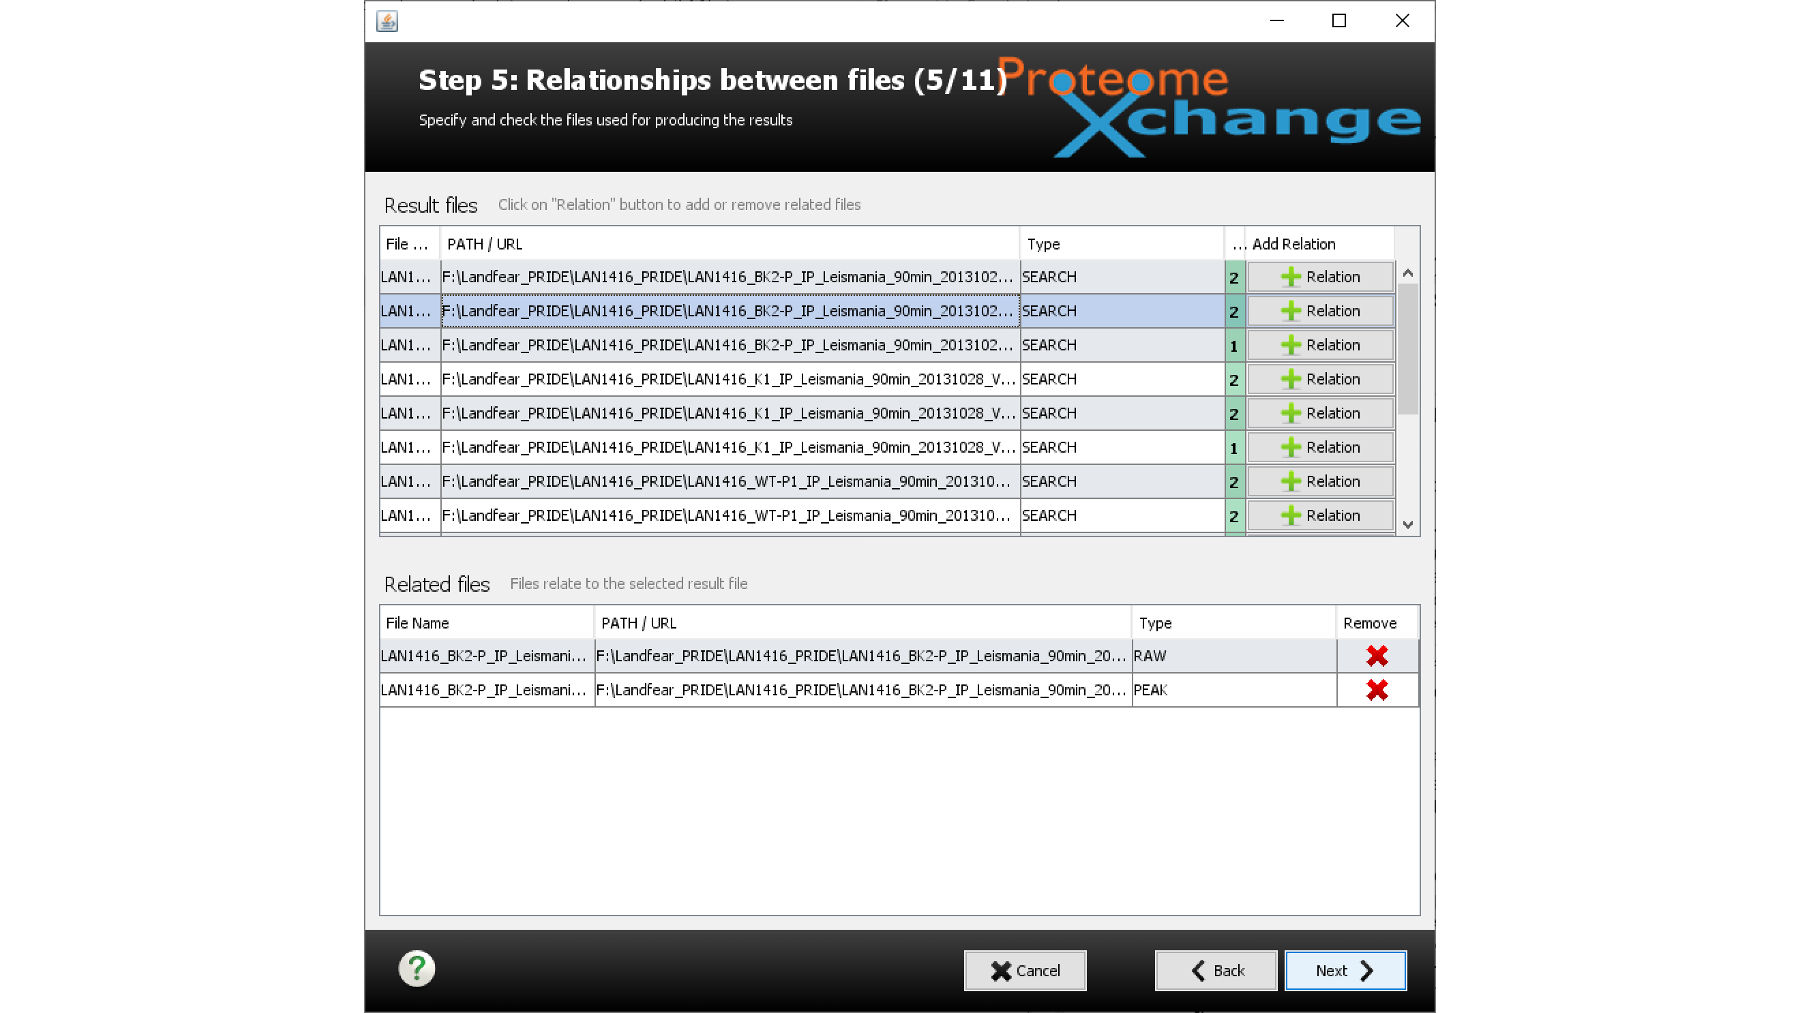 Step 5: Relationships between files (5/11)
Proteome
Xchange
Specify and check the files used for producing the results
Result files Click on "Relation" button to add or remove related files
File ... PATH / URL Type ... Add Relation
LAN1... F:\Landfear_PRIDE\LAN1416_PRIDE\LAN1416_BK2-P_IP_Leismania_90min_2013102... SEARCH 2 Relation
LAN1... F:\Landfear_PRIDE\LAN1416_PRIDE\LAN1416_BK2-P_IP_Leismania_90min_2013102... SEARCH 2 Relation
LAN1... F:\Landfear_PRIDE\LAN1416_PRIDE\LAN1416_BK2-P_IP_Leismania_90min_2013102... SEARCH 1 Relation
LAN1... F:\Landfear_PRIDE\LAN1416_PRIDE\LAN1416_K1_IP_Leismania_90min_20131028_V... SEARCH 2 Relation
LAN1... F:\Landfear_PRIDE\LAN1416_PRIDE\LAN1416_K1_IP_Leismania_90min_20131028_V... SEARCH 2 Relation
LAN1... F:\Landfear_PRIDE\LAN1416_PRIDE\LAN1416_K1_IP_Leismania_90min_20131028_V... SEARCH 1 Relation
LAN1... F:\Landfear_PRIDE\LAN1416_PRIDE\LAN1416_WT-P1_IP_Leismania_90min_201310... SEARCH 2 Relation
LAN1... F:\Landfear_PRIDE\LAN1416_PRIDE\LAN1416_WT-P1_IP_Leismania_90min_201310... SEARCH 2 Relation
Related files Files relate to the selected result file
File Name PATH / URL Type Remove
LAN1416_BK2-P_IP_Leismani... F:\Landfear_PRIDE\LAN1416_PRIDE\LAN1416_BK2-P_IP_Leismania_90min_20... RAW
LAN1416_BK2-P_IP_Leismani... F:\Landfear_PRIDE\LAN1416_PRIDE\LAN1416_BK2-P_IP_Leismania_90min_20... PEAK
? Cancel Back Next